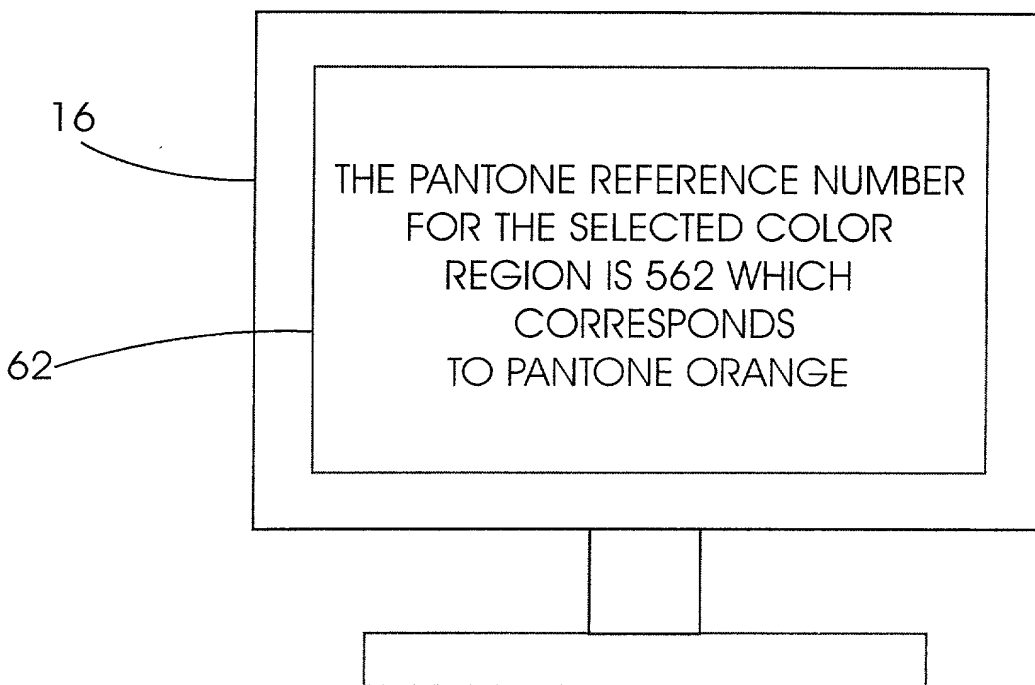 16
THE PANTONE REFERENCE NUMBER
FOR THE SELECTED COLOR
REGION IS 562 WHICH
CORRESPONDS
TO PANTONE ORANGE
62